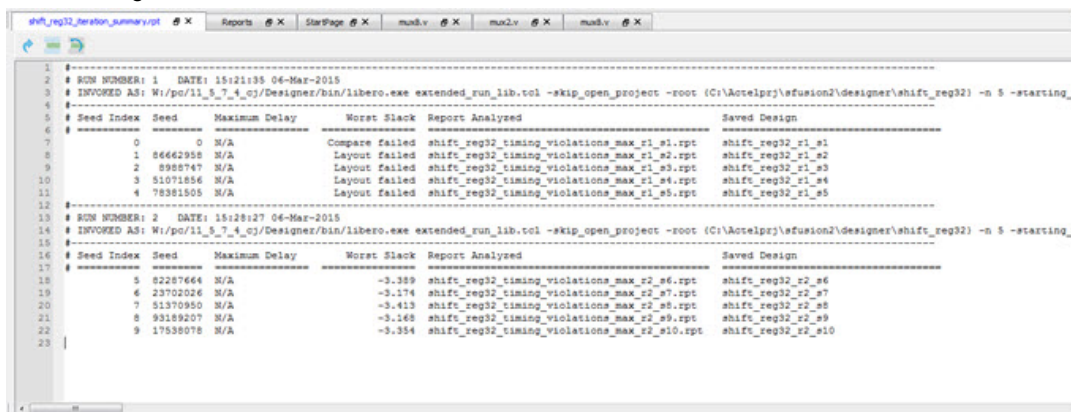 shift_reg32_iteration_summary.rpt Reports StartPage mux8.v mux2.v mux8.v
1 #------------------------------------------------------------
2 # RUN NUMBER: 1 DATE: 15:21:35 06-Mar-2015
3 # INVOKED AS: W:/pc/11_5_7_4_cj/Designer/bin/libero.exe extended_run_lib.tcl -skip_open_project -root {C:\Actelprj\sfusion2\designer\shift_reg32} -n 5 -starting_
4 #------------------------------------------------------------
5 # Seed Index Seed Maximum Delay Worst Slack Report Analyzed Saved Design
6 # ========== ======== ============= ============== ============================================ ==================================
7 0 0 N/A Compare failed shift_reg32_timing_violations_max_r1_s1.rpt shift_reg32_r1_s1
8 1 86662958 N/A Layout failed shift_reg32_timing_violations_max_r1_s2.rpt shift_reg32_r1_s2
9 2 8988747 N/A Layout failed shift_reg32_timing_violations_max_r1_s3.rpt shift_reg32_r1_s3
10 3 51071856 N/A Layout failed shift_reg32_timing_violations_max_r1_s4.rpt shift_reg32_r1_s4
11 4 78381505 N/A Layout failed shift_reg32_timing_violations_max_r1_s5.rpt shift_reg32_r1_s5
12 #------------------------------------------------------------
13 # RUN NUMBER: 2 DATE: 15:28:27 06-Mar-2015
14 # INVOKED AS: W:/pc/11_5_7_4_cj/Designer/bin/libero.exe extended_run_lib.tcl -skip_open_project -root {C:\Actelprj\sfusion2\designer\shift_reg32} -n 5 -starting_
15 #------------------------------------------------------------
16 # Seed Index Seed Maximum Delay Worst Slack Report Analyzed Saved Design
17 # ========== ======== ============= ============== ============================================ ==================================
18 5 82287664 N/A -3.389 shift_reg32_timing_violations_max_r2_s6.rpt shift_reg32_r2_s6
19 6 23702026 N/A -3.174 shift_reg32_timing_violations_max_r2_s7.rpt shift_reg32_r2_s7
20 7 51370950 N/A -3.413 shift_reg32_timing_violations_max_r2_s8.rpt shift_reg32_r2_s8
21 8 93189207 N/A -3.168 shift_reg32_timing_violations_max_r2_s9.rpt shift_reg32_r2_s9
22 9 17538078 N/A -3.354 shift_reg32_timing_violations_max_r2_s10.rpt shift_reg32_r2_s10
23